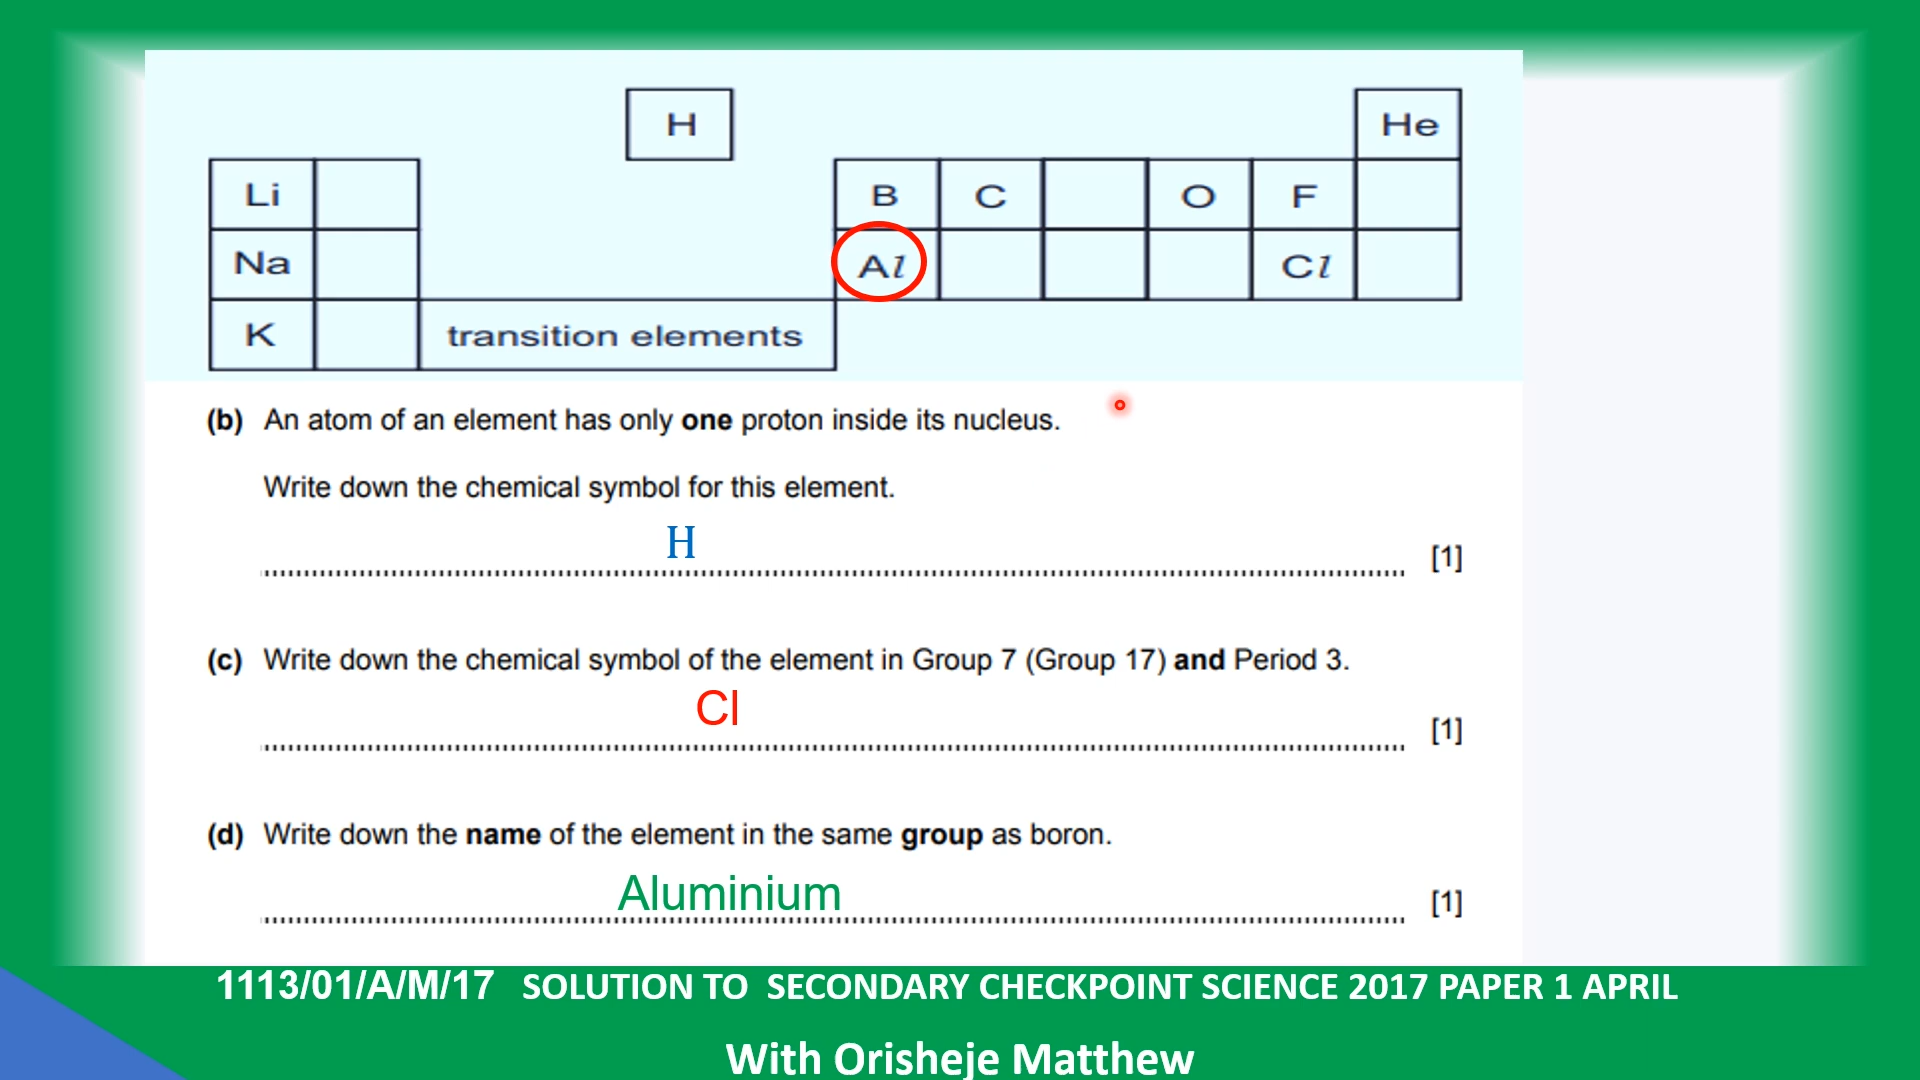 H He
Li B C O F
Na Al Cl
K transition elements
(b) An atom of an element has only one proton inside its nucleus.
Write down the chemical symbol for this element.
H
[1]
(c) Write down the chemical symbol of the element in Group 7 (Group 17) and Period 3.
Cl
[1]
(d) Write down the name of the element in the same group as boron.
Aluminium
[1]
1113/01/A/M/17 SOLUTION TO SECONDARY CHECKPOINT SCIENCE 2017 PAPER 1 APRIL
With Orisheje Matthew